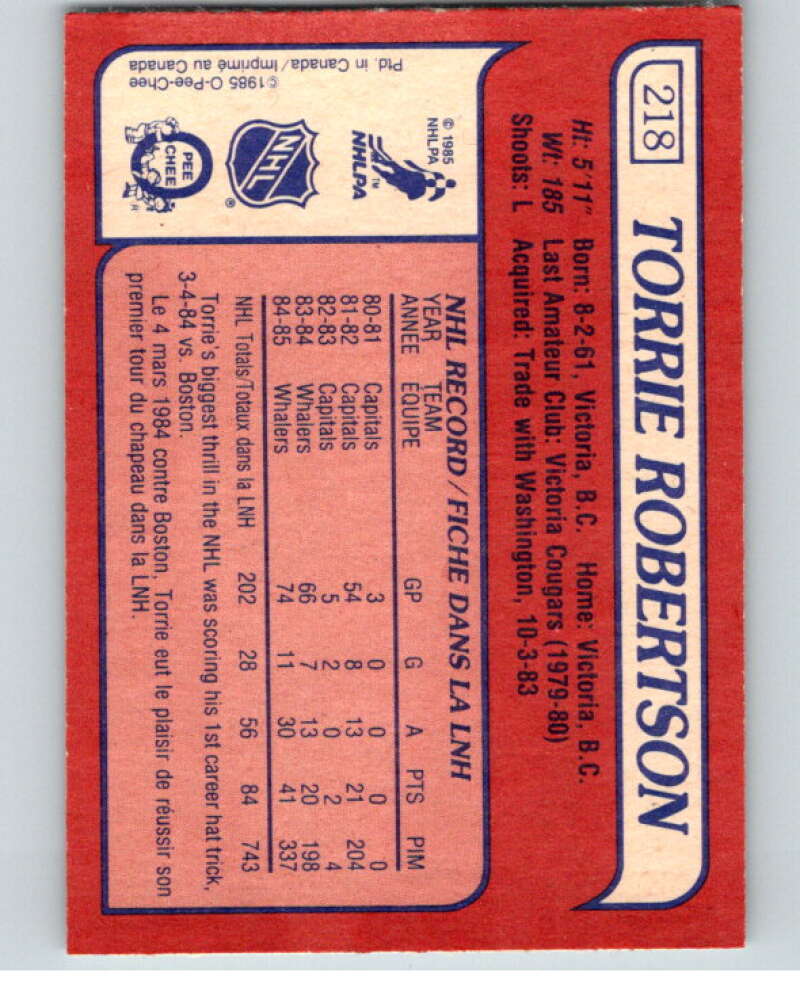 218
TORRIE ROBERTSON
Ht: 5'11" Born: 8-2-61, Victoria, B.C. Home: Victoria, B.C.
Wt: 185 Last Amateur Club: Victoria Cougars (1979-80)
Shoots: L Acquired: Trade with Washington, 10-3-83
© 1985
NHLPA
NHLPA
TM
NHL
®
O PEE CHEE
R
©1985 O-Pee-Chee
Ptd. in Canada/Imprimé au Canada
NHL RECORD/FICHE DANS LA LNH
YEAR TEAM
ANNEE EQUIPE GP G A PTS PIM
80-81 Capitals 3 0 0 0 0
81-82 Capitals 54 8 13 21 204
82-83 Capitals 5 2 0 2 4
83-84 Whalers 66 7 13 20 198
84-85 Whalers 74 11 30 41 337
NHL Totals/Totaux dans la LNH 202 28 56 84 743
Torrie's biggest thrill in the NHL was scoring his 1st career hat trick,
3-4-84 vs. Boston.
Le 4 mars 1984 contre Boston, Torrie eut le plaisir de réussir son
premier tour du chapeau dans la LNH.